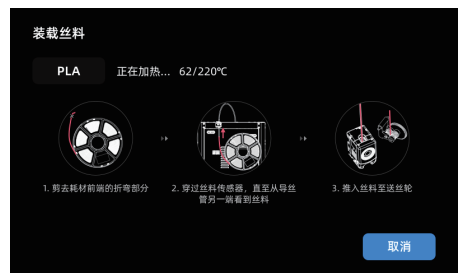 装载丝料
PLA 正在加热... 62/220℃
1. 剪去耗材前端的折弯部分
2. 穿过丝料传感器，直至从导丝
管另一端看到丝料
3. 推入丝料至送丝轮
取消